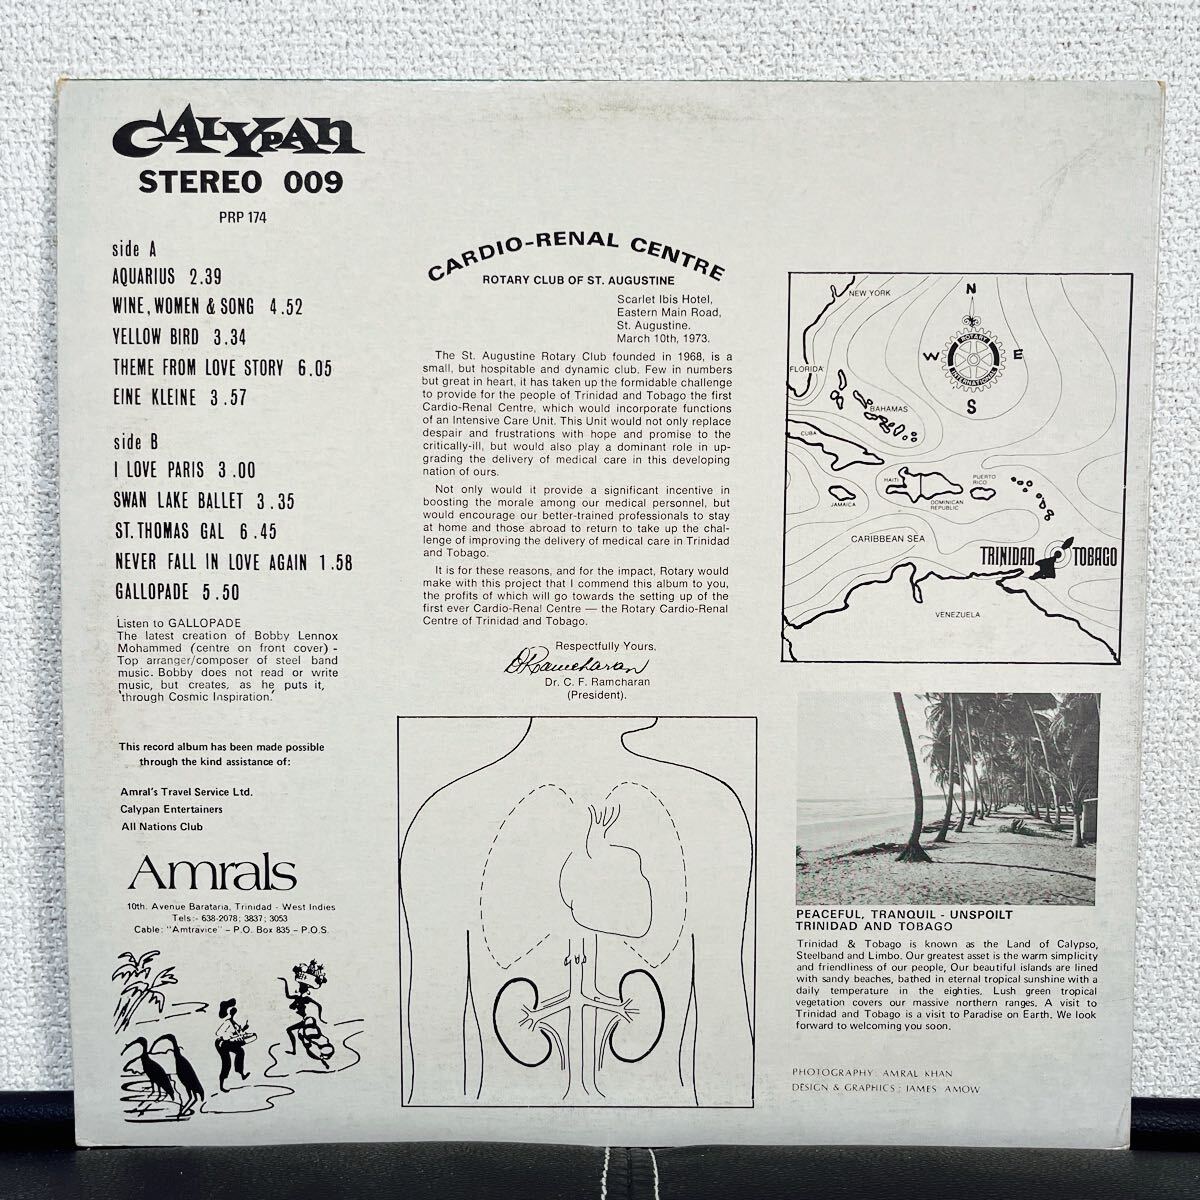 CALYPAN
STEREO 009
PRP 174
side A
AQUARIUS 2.39
WINE, WOMEN & SONG 4.52
YELLOW BIRD 3.34
THEME FROM LOVE STORY 6.05
EINE KLEINE 3.57
side B
I LOVE PARIS 3.00
SWAN LAKE BALLET 3.35
ST. THOMAS GAL 6.45
NEVER FALL IN LOVE AGAIN 1.58
GALLOPADE 5.50
Listen to GALLOPADE
The latest creation of Bobby Lennox
Mohammed (centre on front cover) -
Top arranger/composer of steel band
music. Bobby does not read or write
music, but creates, as he puts it,
'through Cosmic Inspiration.'
This record album has been made possible
through the kind assistance of:
Amral's Travel Service Ltd.
Calypan Entertainers
All Nations Club
Amrals
10th. Avenue Barataria, Trinidad - West Indies
Tels:- 638-2078; 3837; 3053
Cable: "Amtravice" – P.O. Box 835 – P.O.S.
CARDIO-RENAL CENTRE
ROTARY CLUB OF ST. AUGUSTINE
Scarlet Ibis Hotel,
Eastern Main Road,
St. Augustine.
March 10th, 1973.
The St. Augustine Rotary Club founded in 1968, is a
small, but hospitable and dynamic club. Few in numbers
but great in heart, it has taken up the formidable challenge
to provide for the people of Trinidad and Tobago the first
Cardio-Renal Centre, which would incorporate functions
of an Intensive Care Unit. This Unit would not only replace
despair and frustrations with hope and promise to the
critically-ill, but would also play a dominant role in up-
grading the delivery of medical care in this developing
nation of ours.
Not only would it provide a significant incentive in
boosting the morale among our medical personnel, but
would encourage our better-trained professionals to stay
at home and those abroad to return to take up the chal-
lenge of improving the delivery of medical care in Trinidad
and Tobago.
It is for these reasons, and for the impact, Rotary would
make with this project that I commend this album to you,
the profits of which will go towards the setting up of the
first ever Cardio-Renal Centre — the Rotary Cardio-Renal
Centre of Trinidad and Tobago.
Respectfully Yours,
Ramcharan
Dr. C. F. Ramcharan
(President).
NEW YORK
N
W
E
S
ROTARY
INTERNATIONAL
FLORIDA
BAHAMAS
CUBA
HAITI
PUERTO
RICO
JAMAICA
DOMINICAN
REPUBLIC
CARIBBEAN SEA
TRINIDAD TOBAGO
VENEZUELA
PEACEFUL, TRANQUIL - UNSPOILT
TRINIDAD AND TOBAGO
Trinidad & Tobago is known as the Land of Calypso,
Steelband and Limbo. Our greatest asset is the warm simplicity
and friendliness of our people, Our beautiful islands are lined
with sandy beaches, bathed in eternal tropical sunshine with a
daily temperature in the eighties. Lush green tropical
vegetation covers our massive northern ranges. A visit to
Trinidad and Tobago is a visit to Paradise on Earth. We look
forward to welcoming you soon.
PHOTOGRAPHY: AMRAL KHAN
DESIGN & GRAPHICS: JAMES AMOW